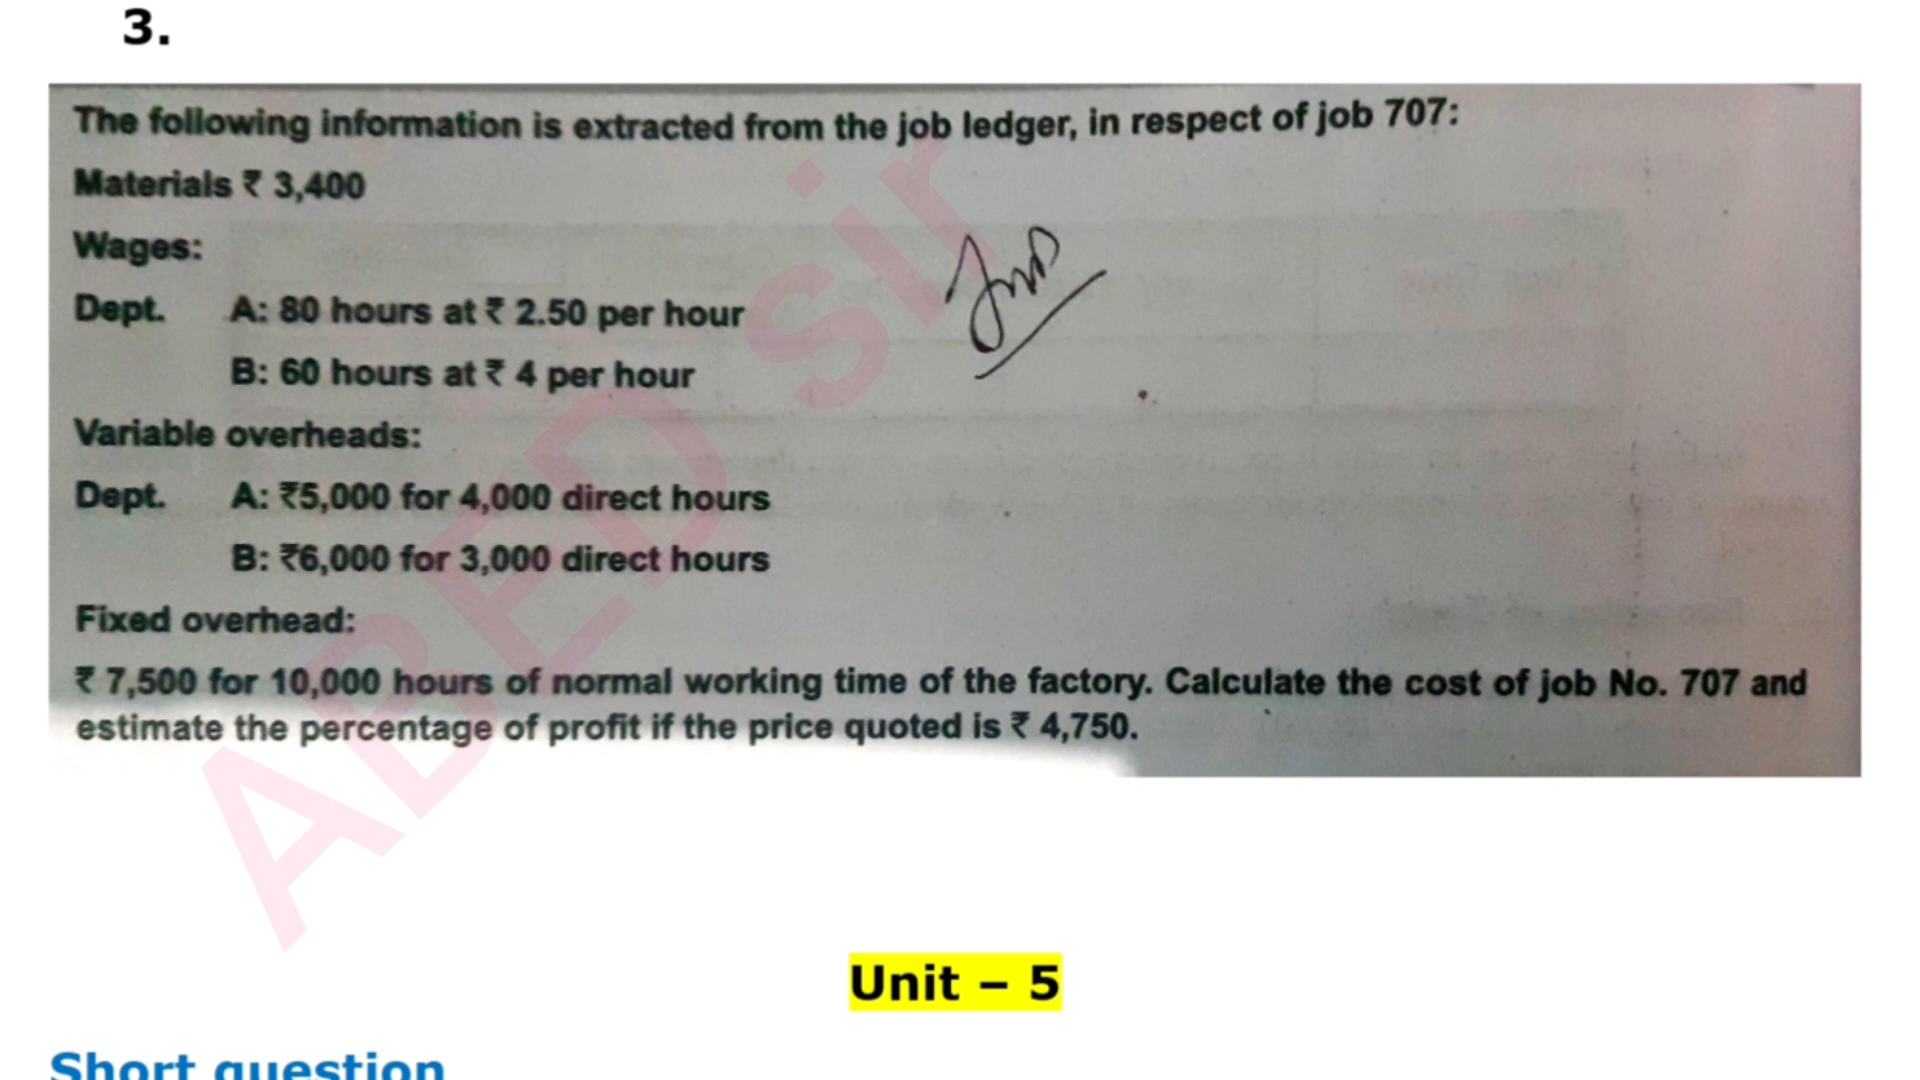 3.
The following information is extracted from the job ledger, in respect of job 707:
Materials ₹ 3,400
Wages:
Dept. A: 80 hours at ₹ 2.50 per hour
B: 60 hours at ₹ 4 per hour
Variable overheads:
Dept. A: ₹5,000 for 4,000 direct hours
B: ₹6,000 for 3,000 direct hours
Fixed overhead:
₹ 7,500 for 10,000 hours of normal working time of the factory. Calculate the cost of job No. 707 and
estimate the percentage of profit if the price quoted is ₹ 4,750.
ABED sir
Unit – 5
Short question